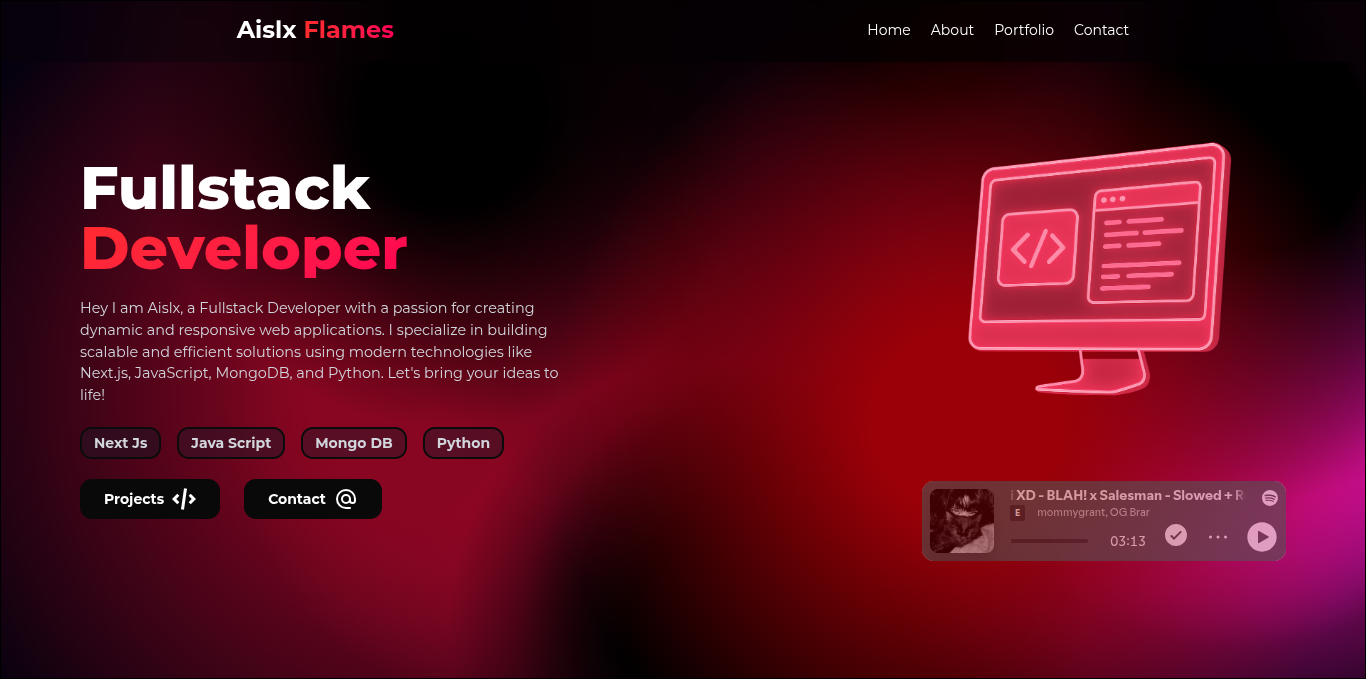 Aislx Flames
Home About Portfolio Contact
Fullstack
Developer
Hey I am Aislx, a Fullstack Developer with a passion for creating
dynamic and responsive web applications. I specialize in building
scalable and efficient solutions using modern technologies like
Next.js, JavaScript, MongoDB, and Python. Let's bring your ideas to
life!
Next Js Java Script Mongo DB Python
Projects </> Contact @
</>
i XD - BLAH! x Salesman - Slowed + R
E mommygrant, OG Brar
03:13